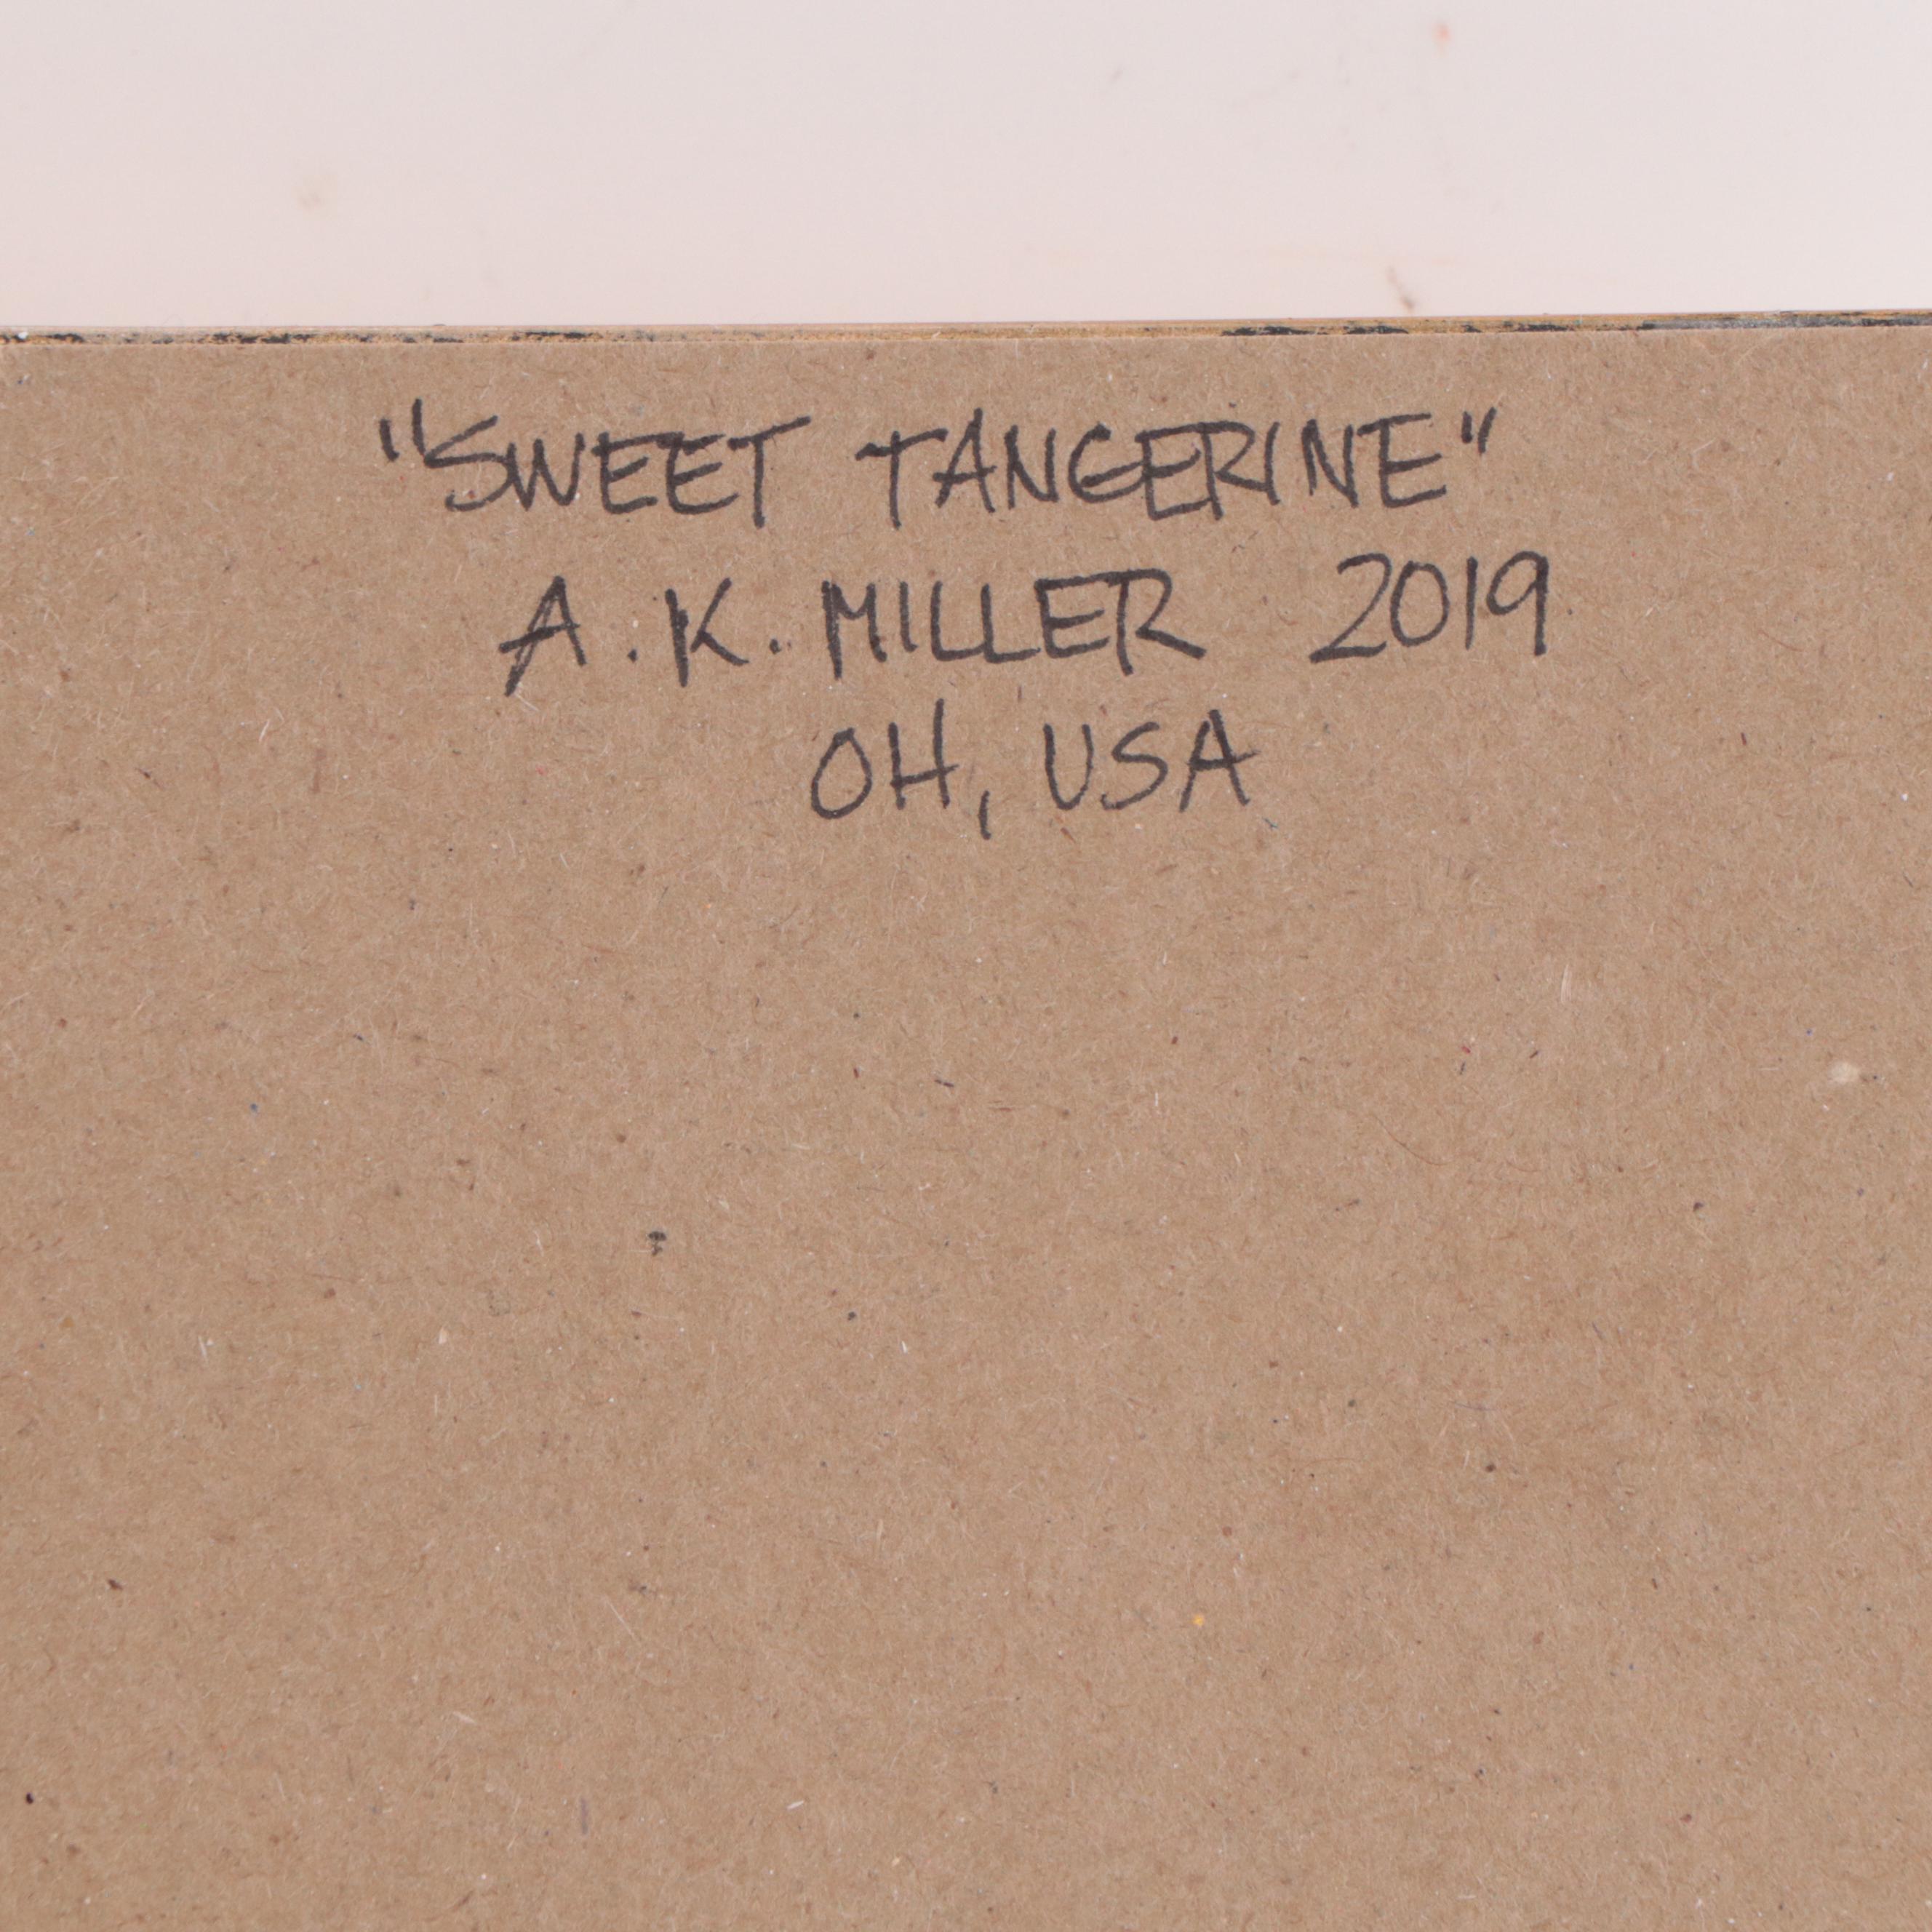 "SWEET TANGERINE"
A. K. MILLER 2019
OH, USA